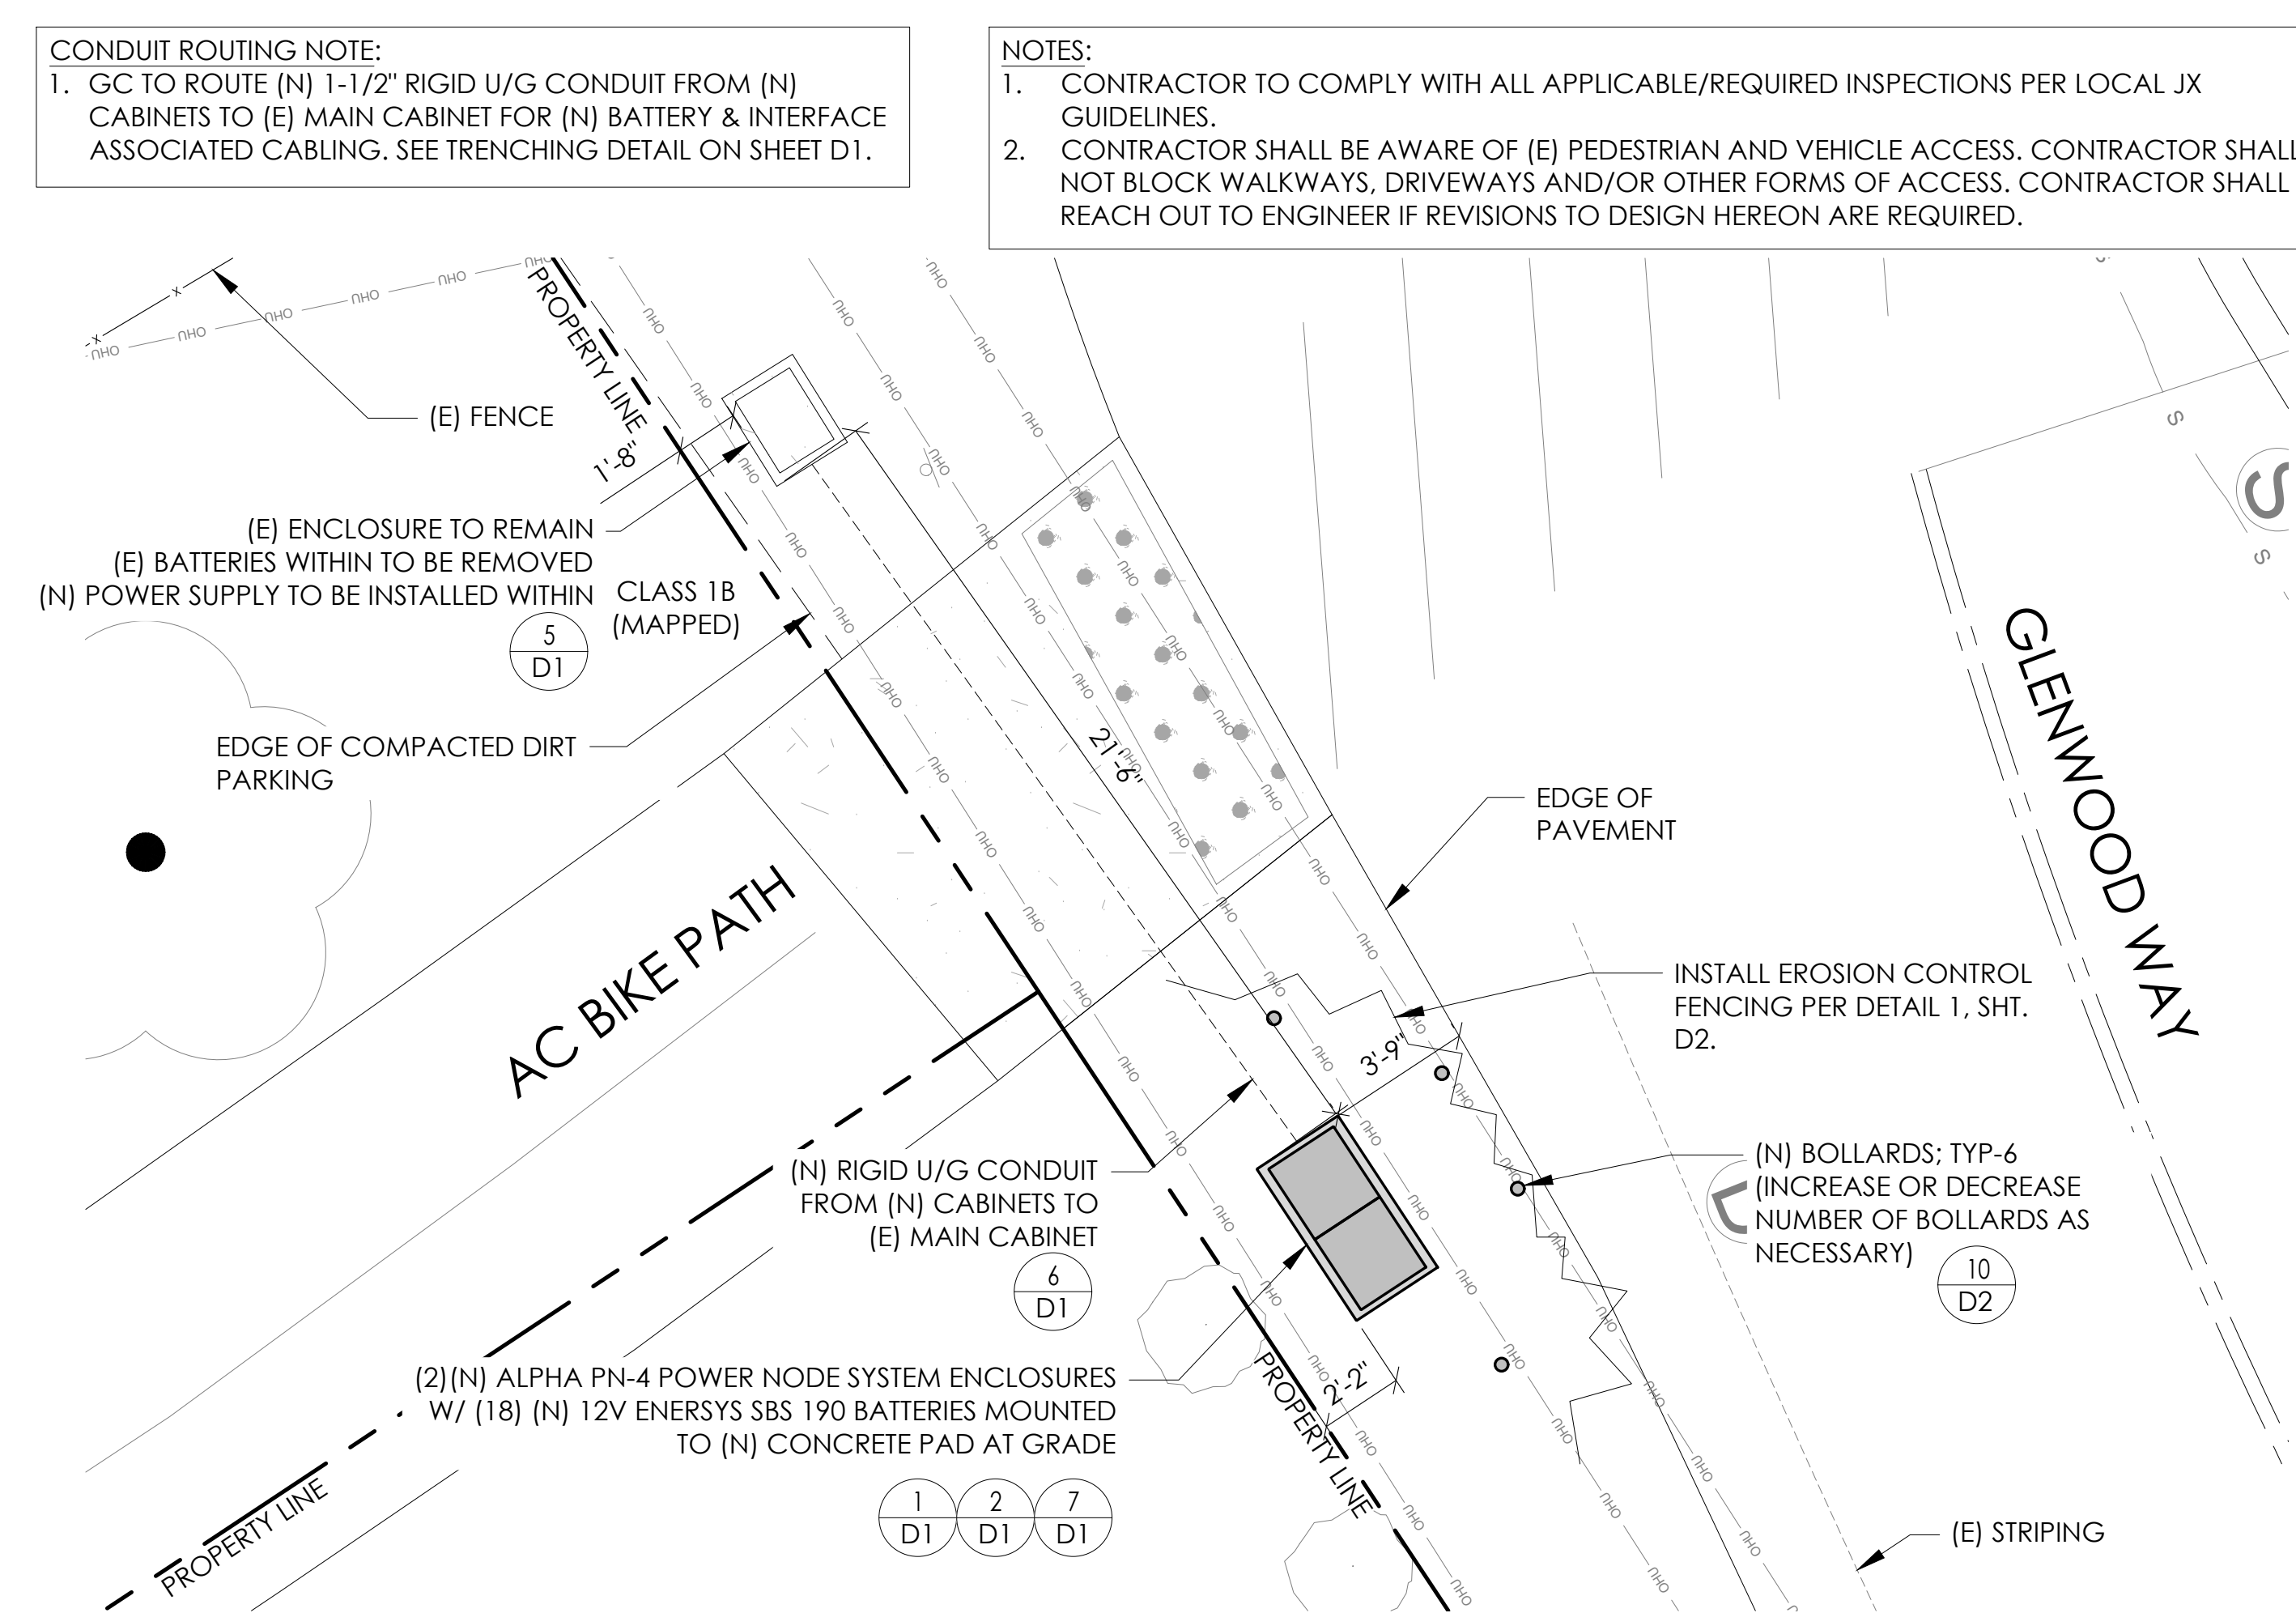 CONDUIT ROUTING NOTE:
1. GC TO ROUTE (N) 1-1/2" RIGID U/G CONDUIT FROM (N)
CABINETS TO (E) MAIN CABINET FOR (N) BATTERY & INTERFACE
ASSOCIATED CABLING. SEE TRENCHING DETAIL ON SHEET D1.
NOTES:
1. CONTRACTOR TO COMPLY WITH ALL APPLICABLE/REQUIRED INSPECTIONS PER LOCAL JX
GUIDELINES.
2. CONTRACTOR SHALL BE AWARE OF (E) PEDESTRIAN AND VEHICLE ACCESS. CONTRACTOR SHALL
NOT BLOCK WALKWAYS, DRIVEWAYS AND/OR OTHER FORMS OF ACCESS. CONTRACTOR SHALL
REACH OUT TO ENGINEER IF REVISIONS TO DESIGN HEREON ARE REQUIRED.
PROPERTY LINE
(E) FENCE
1'-8"
(E) ENCLOSURE TO REMAIN
(E) BATTERIES WITHIN TO BE REMOVED
(N) POWER SUPPLY TO BE INSTALLED WITHIN
5
D1
CLASS 1B
(MAPPED)
EDGE OF COMPACTED DIRT
PARKING
21'-6"
EDGE OF
PAVEMENT
GLENWOOD WAY
S
S
S
AC BIKE PATH
INSTALL EROSION CONTROL
FENCING PER DETAIL 1, SHT.
D2.
3'-9"
(N) RIGID U/G CONDUIT
FROM (N) CABINETS TO
(E) MAIN CABINET
6
D1
(N) BOLLARDS; TYP-6
(INCREASE OR DECREASE
NUMBER OF BOLLARDS AS
NECESSARY)
10
D2
(2)(N) ALPHA PN-4 POWER NODE SYSTEM ENCLOSURES
W/ (18) (N) 12V ENERSYS SBS 190 BATTERIES MOUNTED
TO (N) CONCRETE PAD AT GRADE
1
D1
2
D1
7
D1
2'-2"
PROPERTY LINE
PROPERTY LINE
(E) STRIPING
OHU